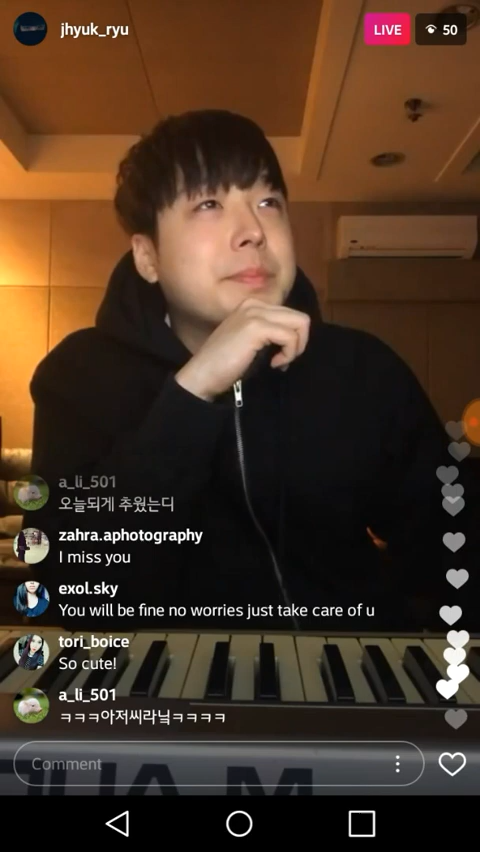 jhyuk_ryu
LIVE
50
a_li_501
오늘되게 추웠는디
zahra.aphotography
I miss you
exol.sky
You will be fine no worries just take care of u
tori_boice
So cute!
a_li_501
ㅋㅋㅋ아저씨라닠ㅋㅋㅋㅋ
Comment